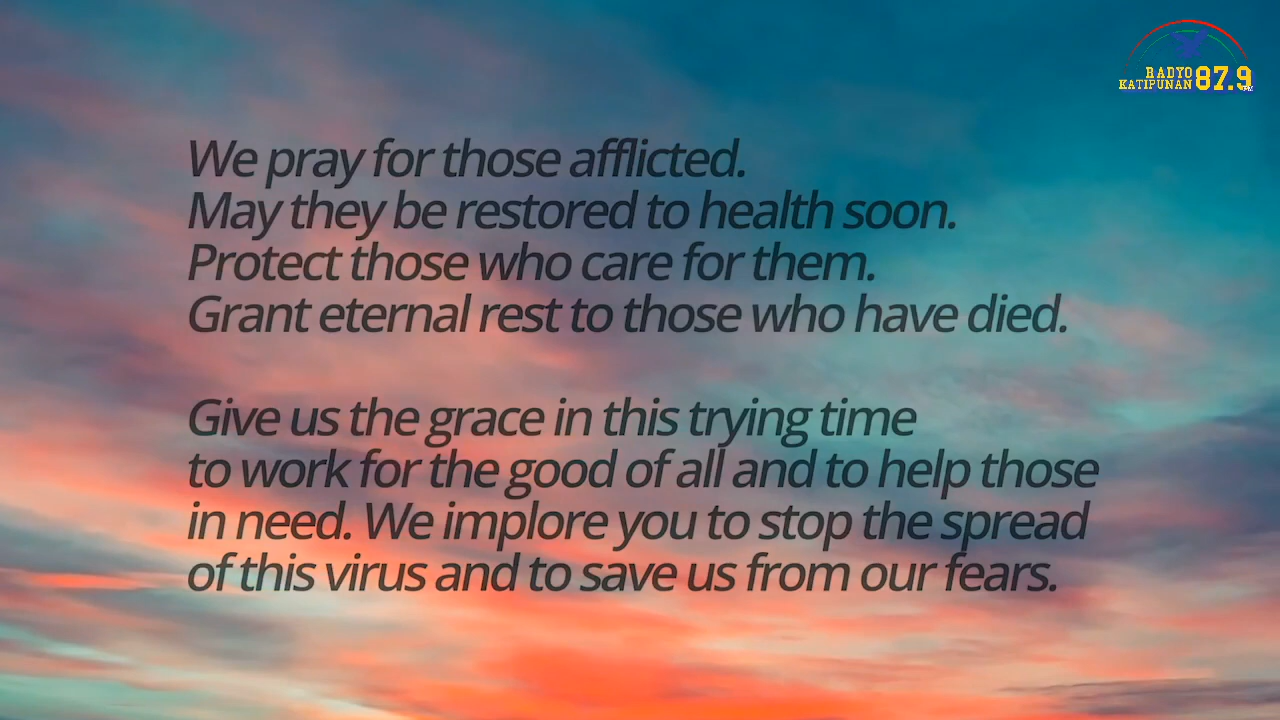 RADYO
KATIPUNAN 87.9
We pray for those afflicted.
May they be restored to health soon.
Protect those who care for them.
Grant eternal rest to those who have died.
Give us the grace in this trying time
to work for the good of all and to help those
in need. We implore you to stop the spread
of this virus and to save us from our fears.